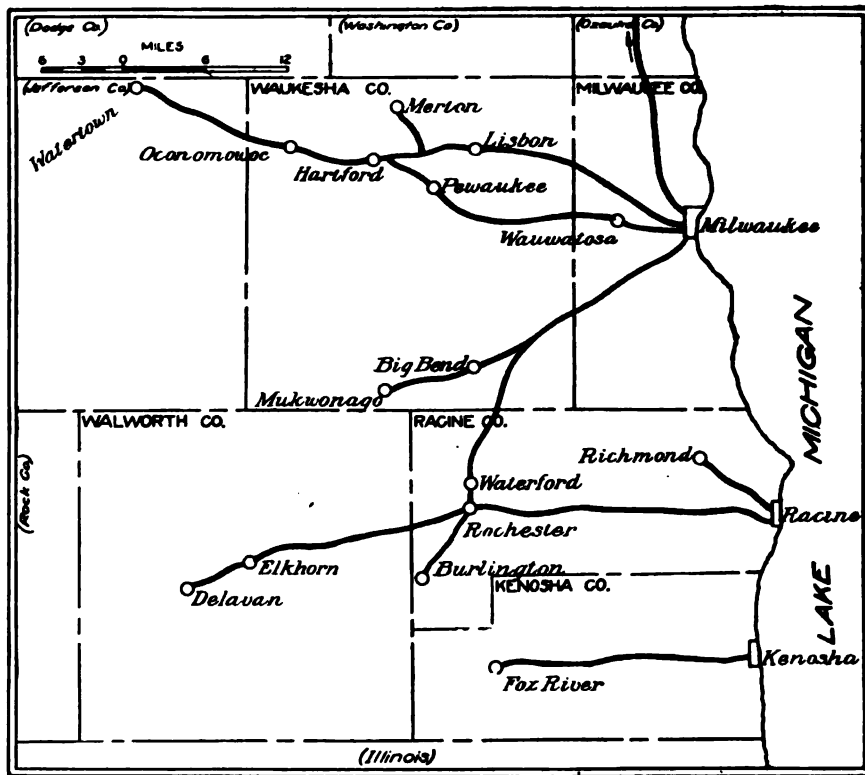 (Dodge Co.)
(Washington Co)
(Ozaukee Co)
MILES
6 3 0 6 12
(Jefferson Co)
WAUKESHA CO.
MILWAUKEE CO.
Watertown
Merton
Oconomowoc
Lisbon
Hartford
Pewaukee
Wauwatosa
Milwaukee
Big Bend
Mukwonago
LAKE MICHIGAN
WALWORTH CO.
RACINE CO.
(Rock Co)
Richmond
Waterford
Rochester
Racine
Elkhorn
Burlington
Delavan
KENOSHA CO.
Kenosha
Fox River
(Illinois)